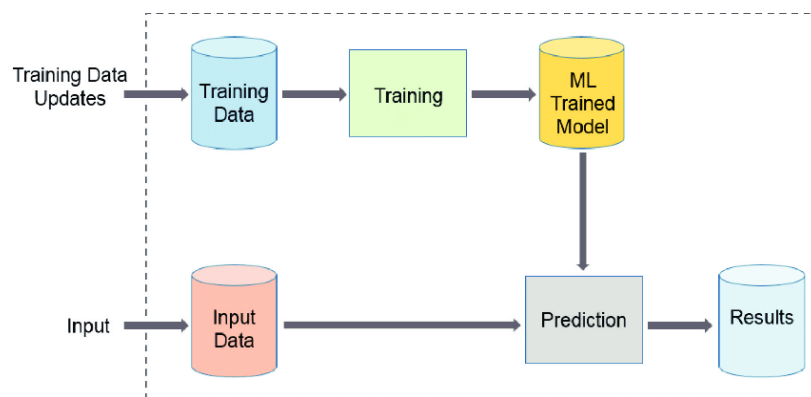 Training Data
Updates
Training
Data
Training
ML
Trained
Model
Input
Input
Data
Prediction
Results